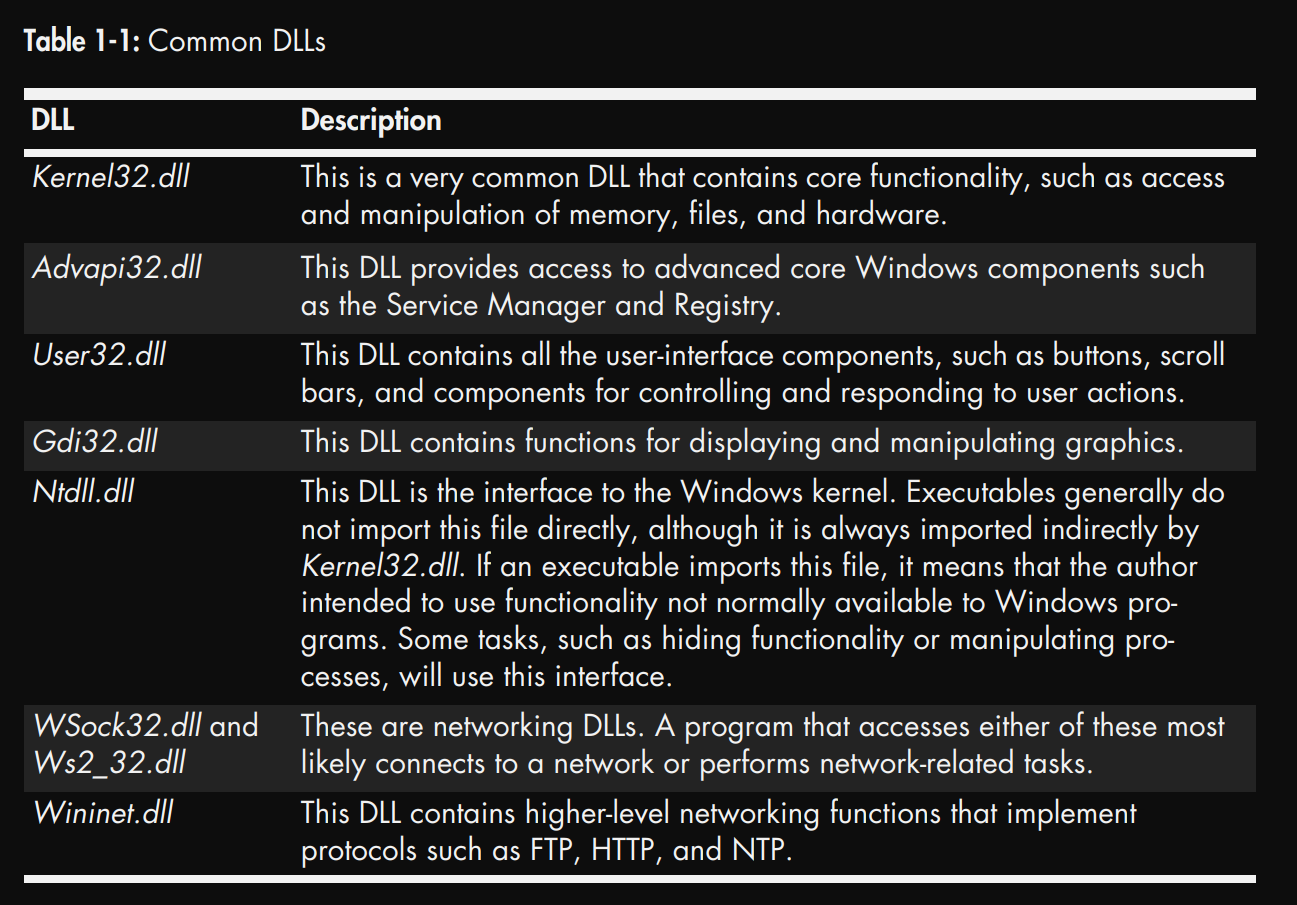 Table 1-1: Common DLLs
DLL Description
Kernel32.dll This is a very common DLL that contains core functionality, such as access
and manipulation of memory, files, and hardware.
Advapi32.dll This DLL provides access to advanced core Windows components such
as the Service Manager and Registry.
User32.dll This DLL contains all the user-interface components, such as buttons, scroll
bars, and components for controlling and responding to user actions.
Gdi32.dll This DLL contains functions for displaying and manipulating graphics.
Ntdll.dll This DLL is the interface to the Windows kernel. Executables generally do
not import this file directly, although it is always imported indirectly by
Kernel32.dll. If an executable imports this file, it means that the author
intended to use functionality not normally available to Windows pro-
grams. Some tasks, such as hiding functionality or manipulating pro-
cesses, will use this interface.
WSock32.dll and These are networking DLLs. A program that accesses either of these most
Ws2_32.dll likely connects to a network or performs network-related tasks.
Wininet.dll This DLL contains higher-level networking functions that implement
protocols such as FTP, HTTP, and NTP.